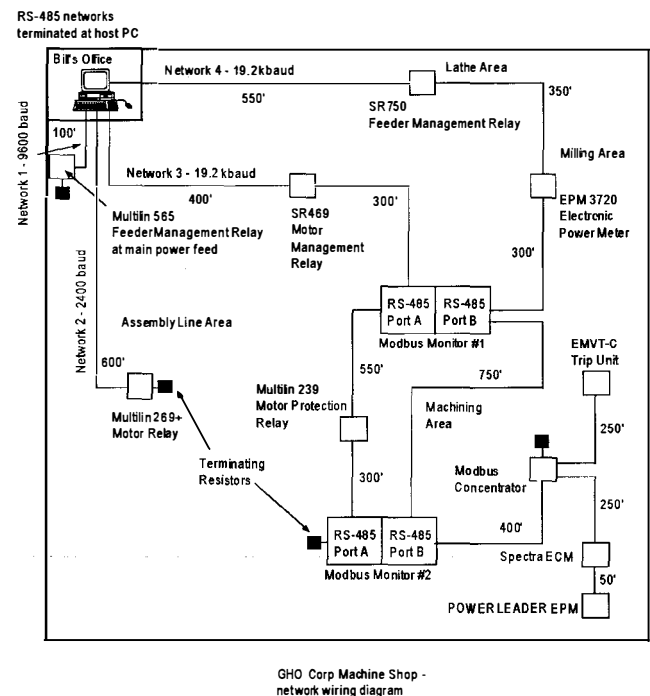 RS-485 networks
terminated at host PC
Bill's Office
Network 4 - 19.2kbaud
550'
Lathe Area
SR750
Feeder Management Relay
350'
Milling Area
EPM 3720
Electronic
Power Meter
300'
Network 1 - 9600 baud
100'
Network 3 - 19.2 kbaud
400'
300'
SR469
Motor
Management
Relay
Multilin 565
Feeder Management Relay
at main power feed
Network 2 - 2400 baud
Assembly Line Area
600'
Multilin 269+
Motor Relay
RS-485
Port A
RS-485
Port B
Modbus Monitor #1
550'
750'
Multilin 239
Motor Protection
Relay
Machining
Area
EMVT-C
Trip Unit
250'
Terminating
Resistors
300'
Modbus
Concentrator
250'
400'
RS-485
Port A
RS-485
Port B
Modbus Monitor #2
Spectra ECM
50'
POWER LEADER EPM
GHO Corp Machine Shop -
network wiring diagram